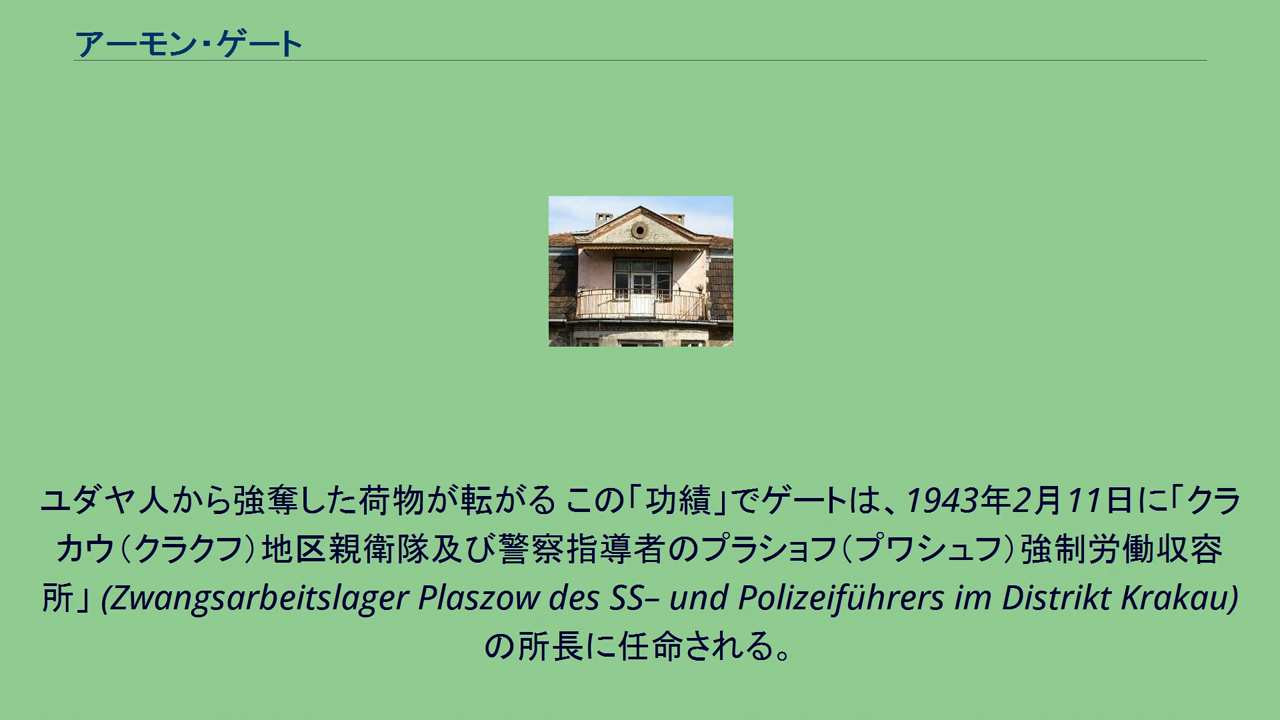 アーモン・ゲート
ユダヤ人から強奪した荷物が転がる この「功績」でゲートは、1943年2月11日に「クラ
カウ（クラクフ）地区親衛隊及び警察指導者のプラショフ（プワシュフ）強制労働収容
所」 (Zwangsarbeitslager Plaszow des SS– und Polizeiführers im Distrikt Krakau)
の所長に任命される。